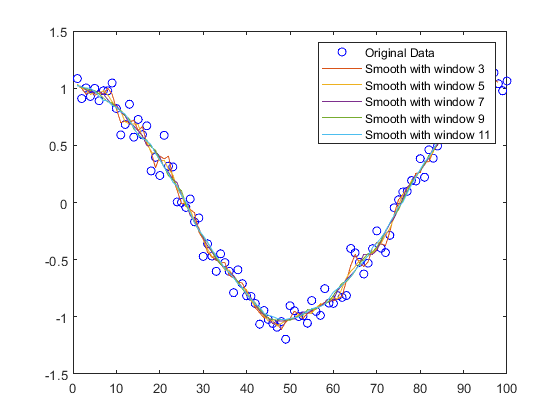 1.5
1
0.5
0
-0.5
-1
-1.5
0 10 20 30 40 50 60 70 80 90 100
Original Data
Smooth with window 3
Smooth with window 5
Smooth with window 7
Smooth with window 9
Smooth with window 11